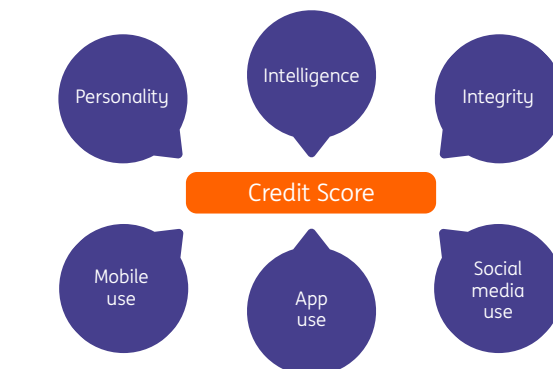 Personality
Intelligence
Integrity
Credit Score
Mobile
use
App
use
Social
media
use